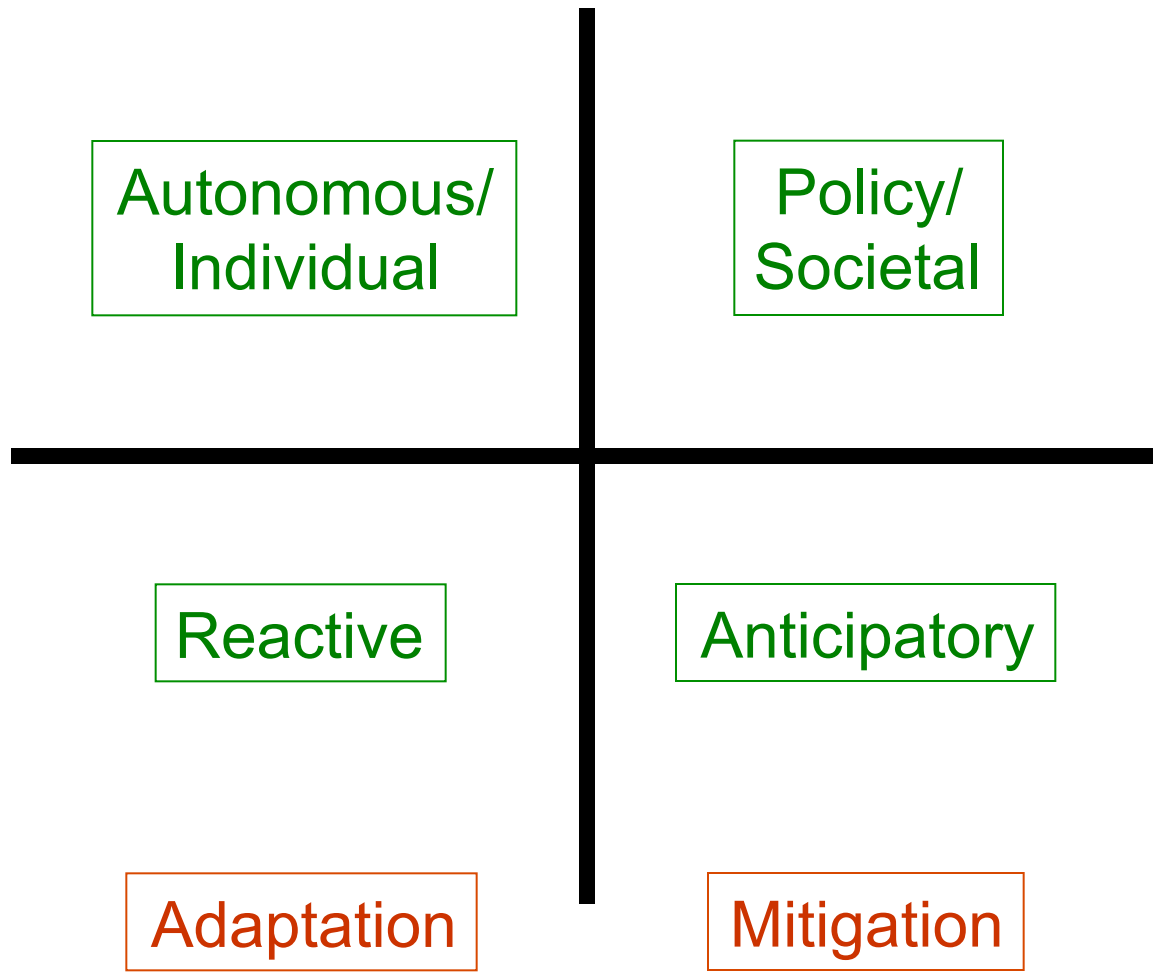 Autonomous/
Individual
Policy/
Societal
Reactive
Anticipatory
Adaptation
Mitigation